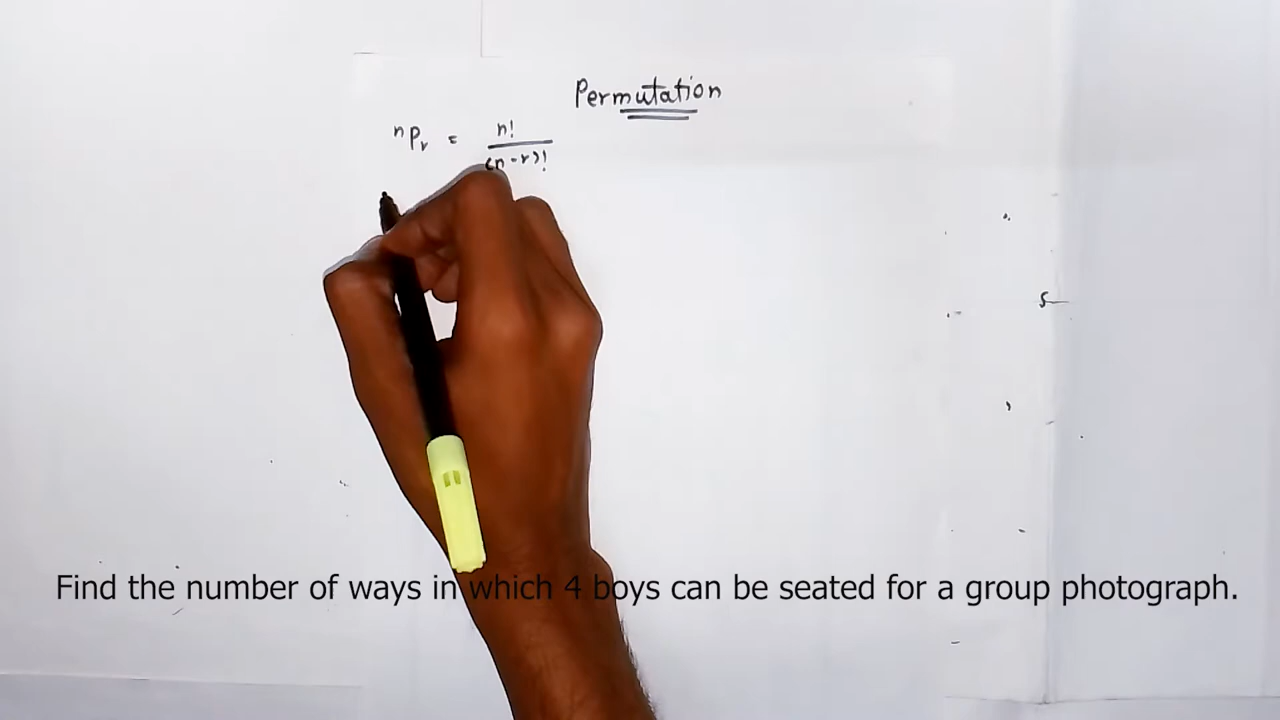 Permutation
ⁿPᵣ = n!
(n-r)!
Find the number of ways in which 4 boys can be seated for a group photograph.